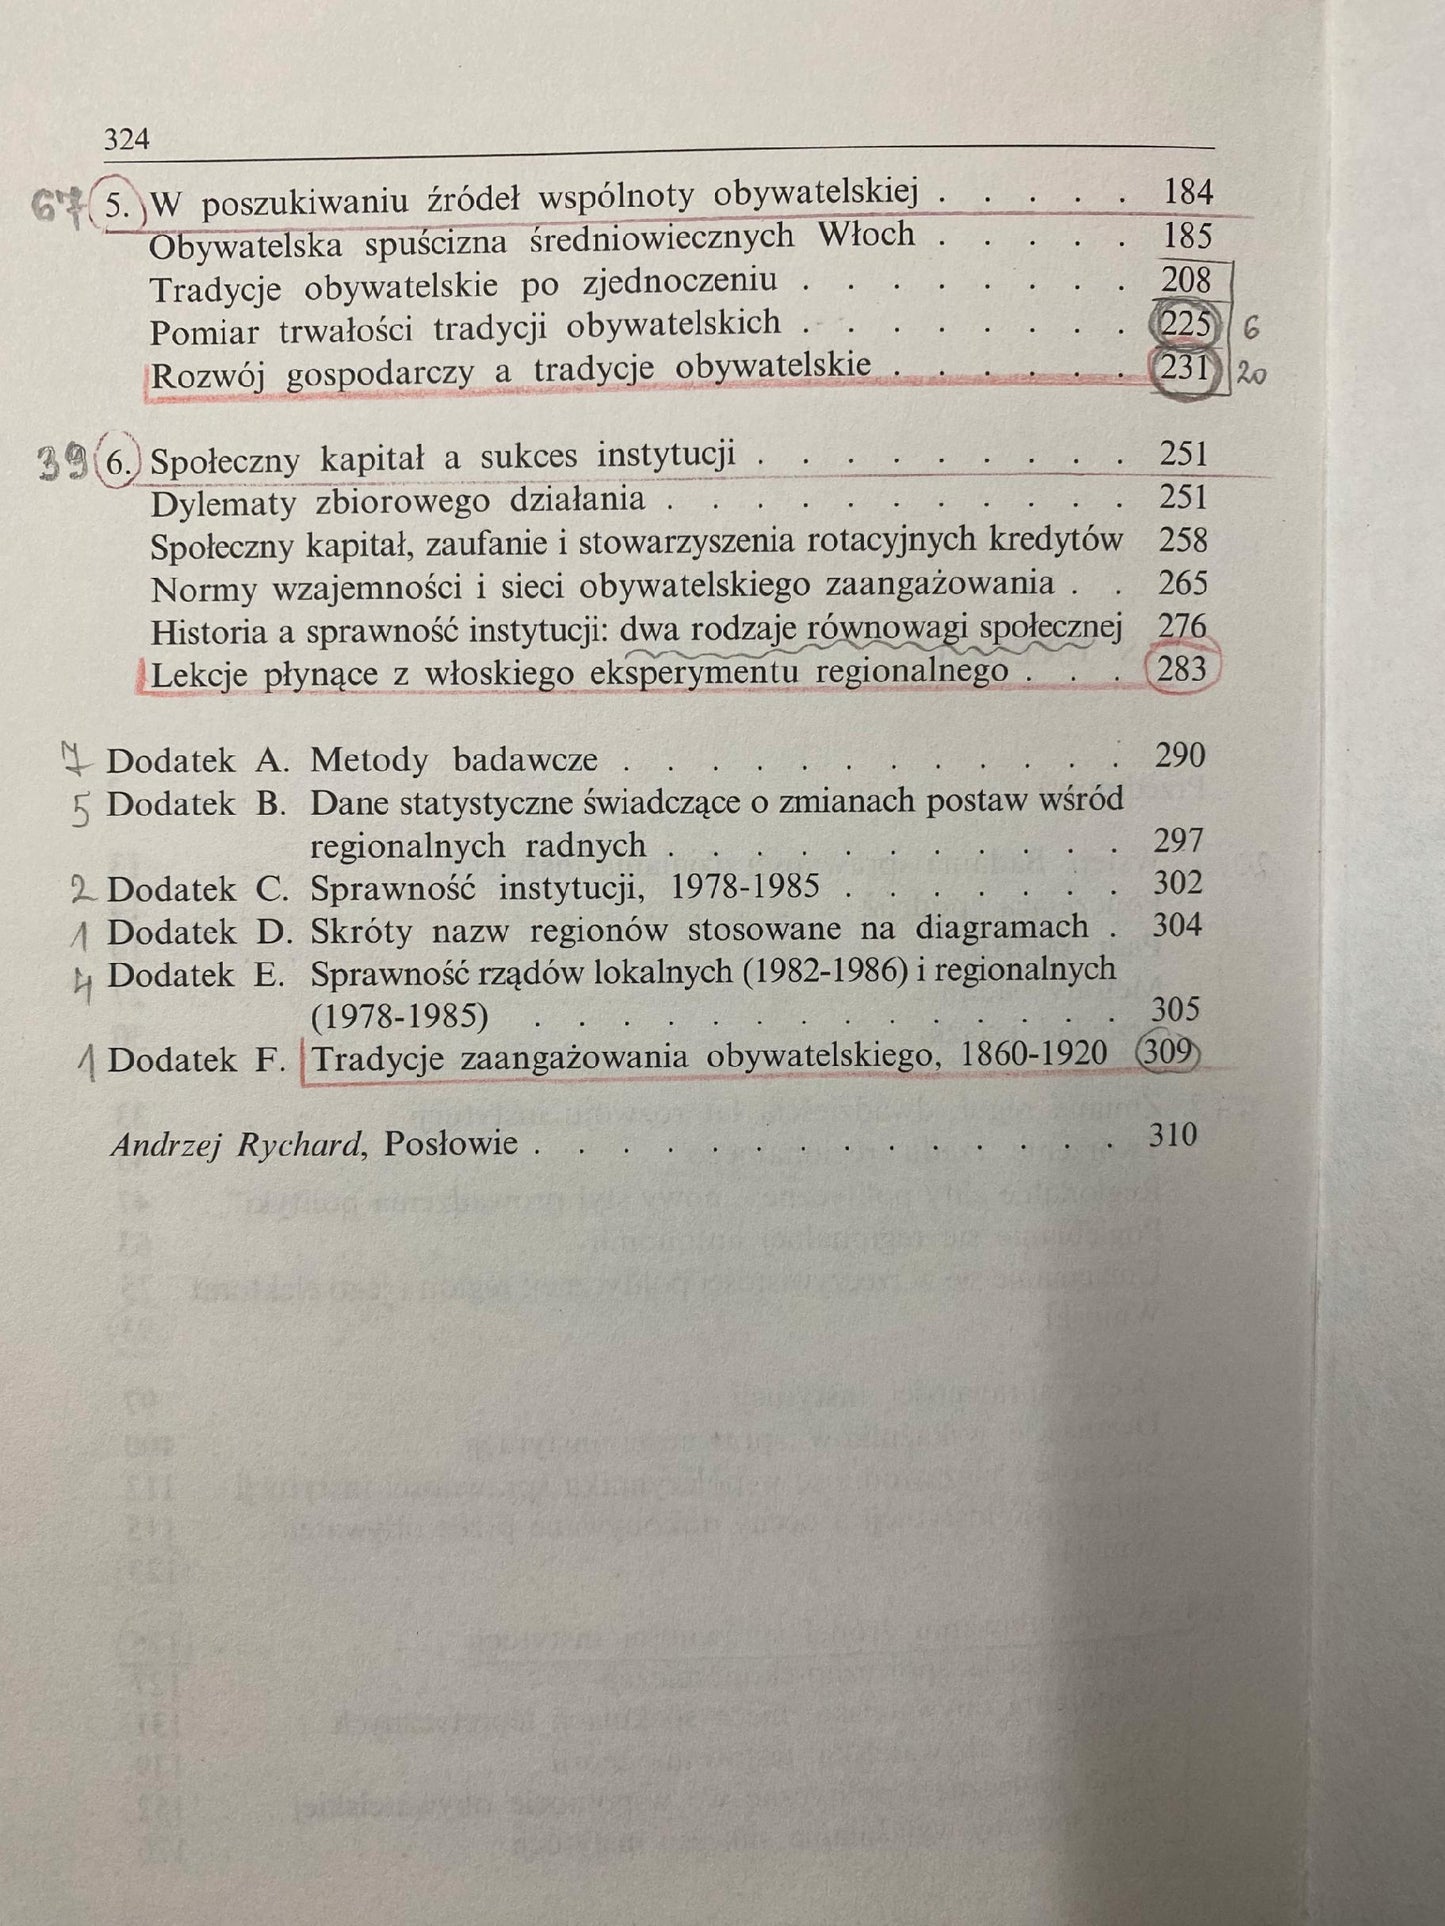 324
67 5. W poszukiwaniu źródeł wspólnoty obywatelskiej . . . . . 184
Obywatelska spuścizna średniowiecznych Włoch . . . . . 185
Tradycje obywatelskie po zjednoczeniu . . . . . . . . 208
Pomiar trwałości tradycji obywatelskich . . . . . . . . 225 6
Rozwój gospodarczy a tradycje obywatelskie . . . . . . 231 20
39 6. Społeczny kapitał a sukces instytucji . . . . . . . . . 251
Dylematy zbiorowego działania . . . . . . . . . . . 251
Społeczny kapitał, zaufanie i stowarzyszenia rotacyjnych kredytów 258
Normy wzajemności i sieci obywatelskiego zaangażowania . . 265
Historia a sprawność instytucji: dwa rodzaje równowagi społecznej 276
Lekcje płynące z włoskiego eksperymentu regionalnego . . . 283
7 Dodatek A. Metody badawcze . . . . . . . . . . . . 290
5 Dodatek B. Dane statystyczne świadczące o zmianach postaw wśród
regionalnych radnych . . . . . . . . . . . 297
2 Dodatek C. Sprawność instytucji, 1978-1985 . . . . . . . 302
1 Dodatek D. Skróty nazw regionów stosowane na diagramach . 304
4 Dodatek E. Sprawność rządów lokalnych (1982-1986) i regionalnych
(1978-1985) . . . . . . . . . . . . . . 305
1 Dodatek F. Tradycje zaangażowania obywatelskiego, 1860-1920 309
Andrzej Rychard, Posłowie . . . . . . . . . . . . . . 310